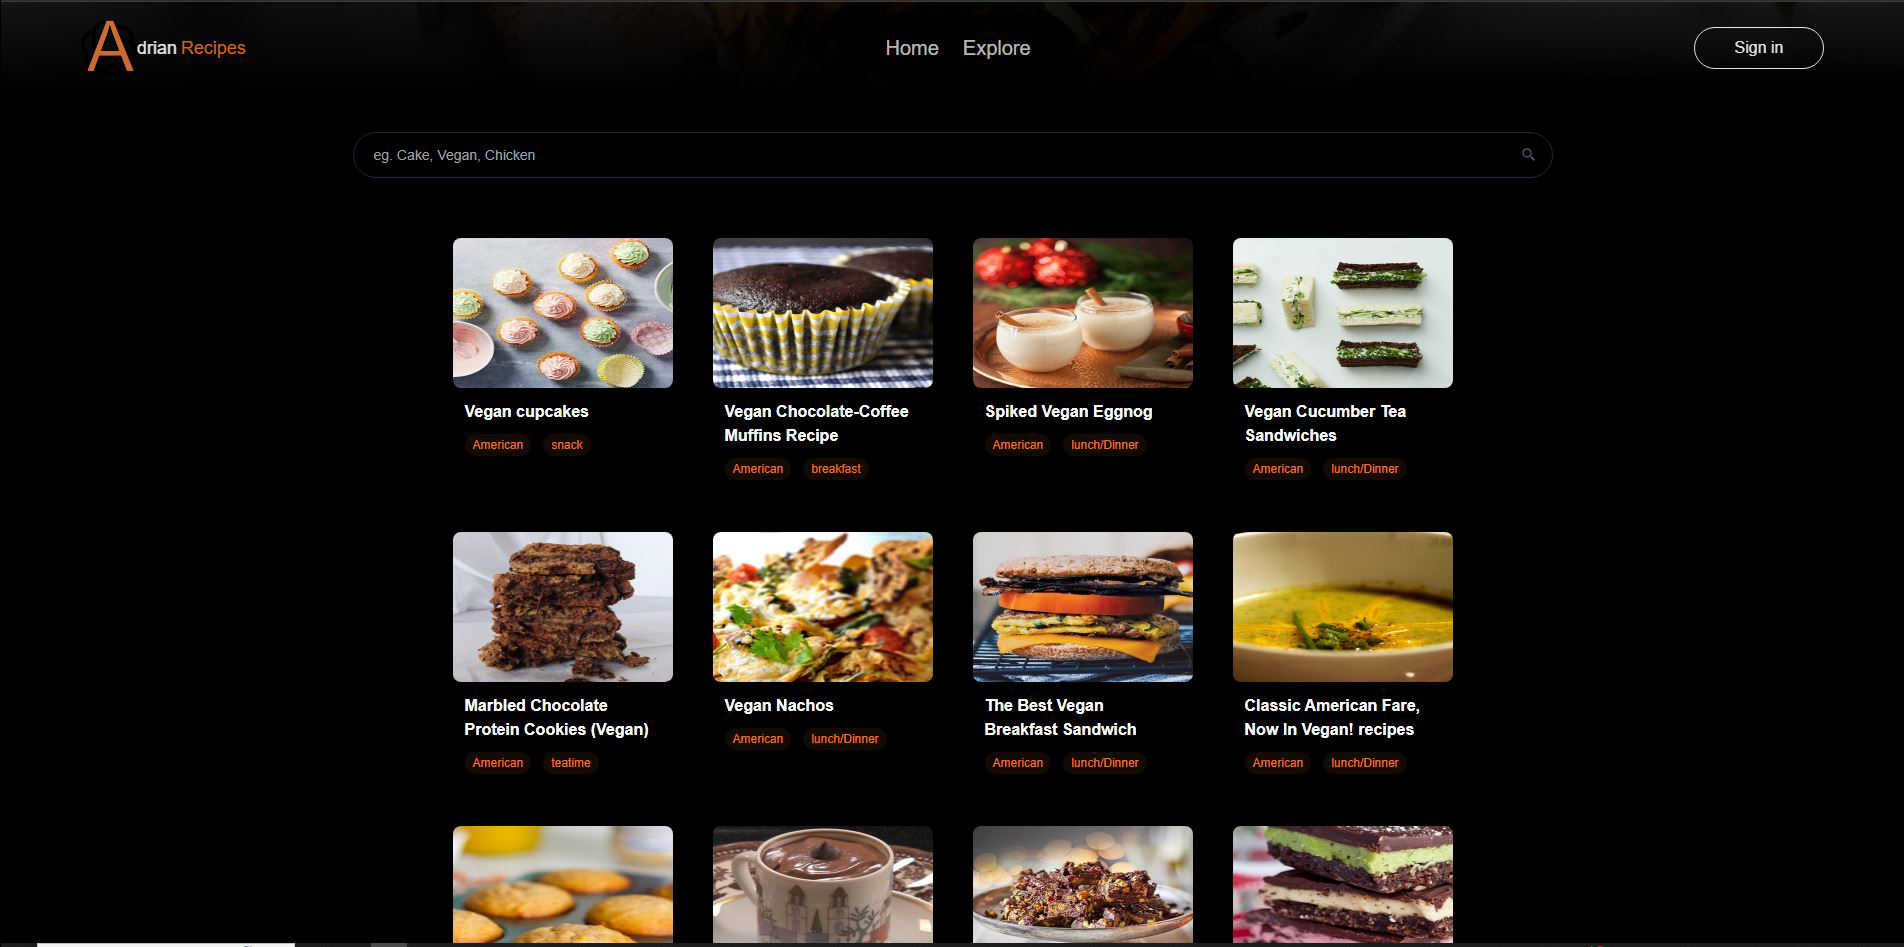 Adrian Recipes
Home Explore
Sign in
eg. Cake, Vegan, Chicken
Vegan cupcakes
American snack
Vegan Chocolate-Coffee
Muffins Recipe
American breakfast
Spiked Vegan Eggnog
American lunch/Dinner
Vegan Cucumber Tea
Sandwiches
American lunch/Dinner
Marbled Chocolate
Protein Cookies (Vegan)
American teatime
Vegan Nachos
American lunch/Dinner
The Best Vegan
Breakfast Sandwich
American lunch/Dinner
Classic American Fare,
Now In Vegan! recipes
American lunch/Dinner